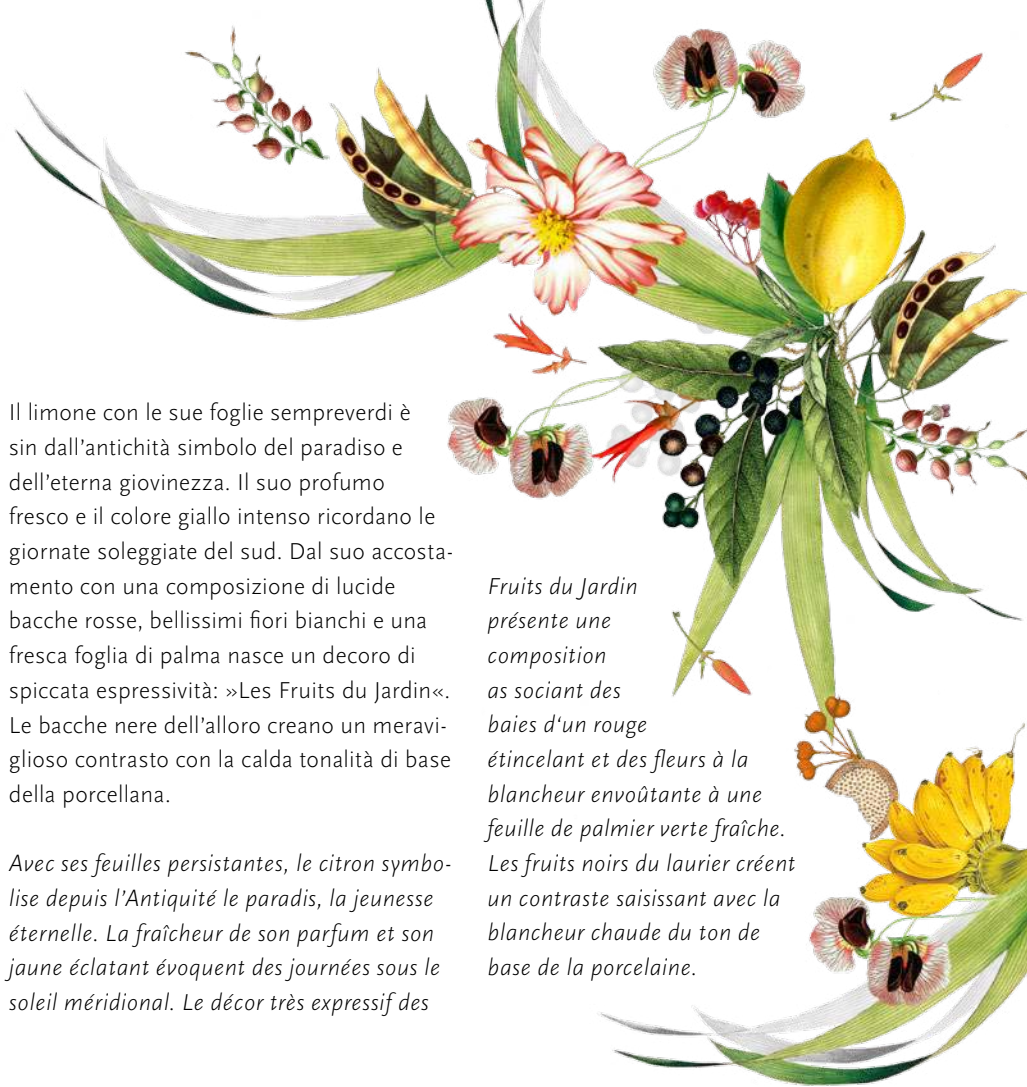 Il limone con le sue foglie sempreverdi è
sin dall’antichità simbolo del paradiso e
dell’eterna giovinezza. Il suo profumo
fresco e il colore giallo intenso ricordano le
giornate soleggiate del sud. Dal suo accosta-
mento con una composizione di lucide
bacche rosse, bellissimi fiori bianchi e una
fresca foglia di palma nasce un decoro di
spiccata espressività: »Les Fruits du Jardin«.
Le bacche nere dell’alloro creano un meravi-
glioso contrasto con la calda tonalità di base
della porcellana.

Avec ses feuilles persistantes, le citron symbo-
lise depuis l’Antiquité le paradis, la jeunesse
éternelle. La fraîcheur de son parfum et son
jaune éclatant évoquent des journées sous le
soleil méridional. Le décor très expressif des

Fruits du Jardin
présente une
composition
as sociant des
baies d‘un rouge
étincelant et des fleurs à la
blancheur envoûtante à une
feuille de palmier verte fraîche.
Les fruits noirs du laurier créent
un contraste saisissant avec la
blancheur chaude du ton de
base de la porcelaine.